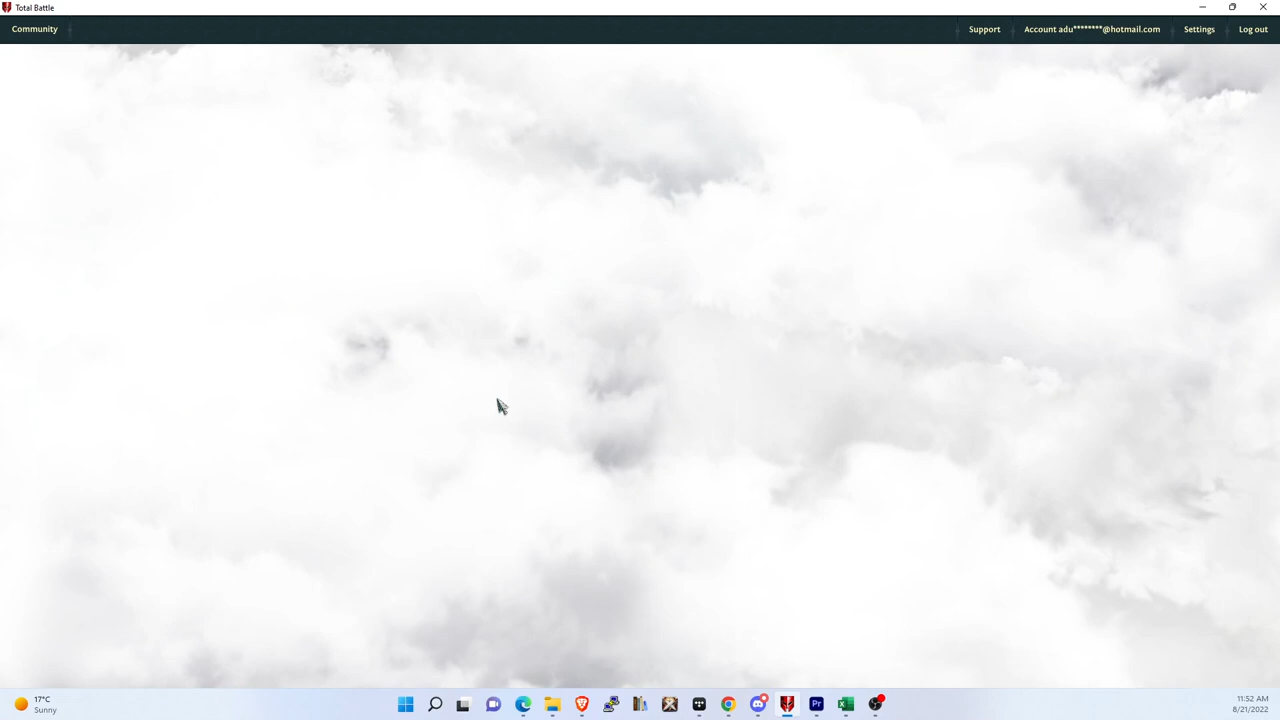 Total Battle
Community
Support
Account adu********@hotmail.com
Settings
Log out
17°C
Sunny
Pr
11:52 AM
8/21/2022